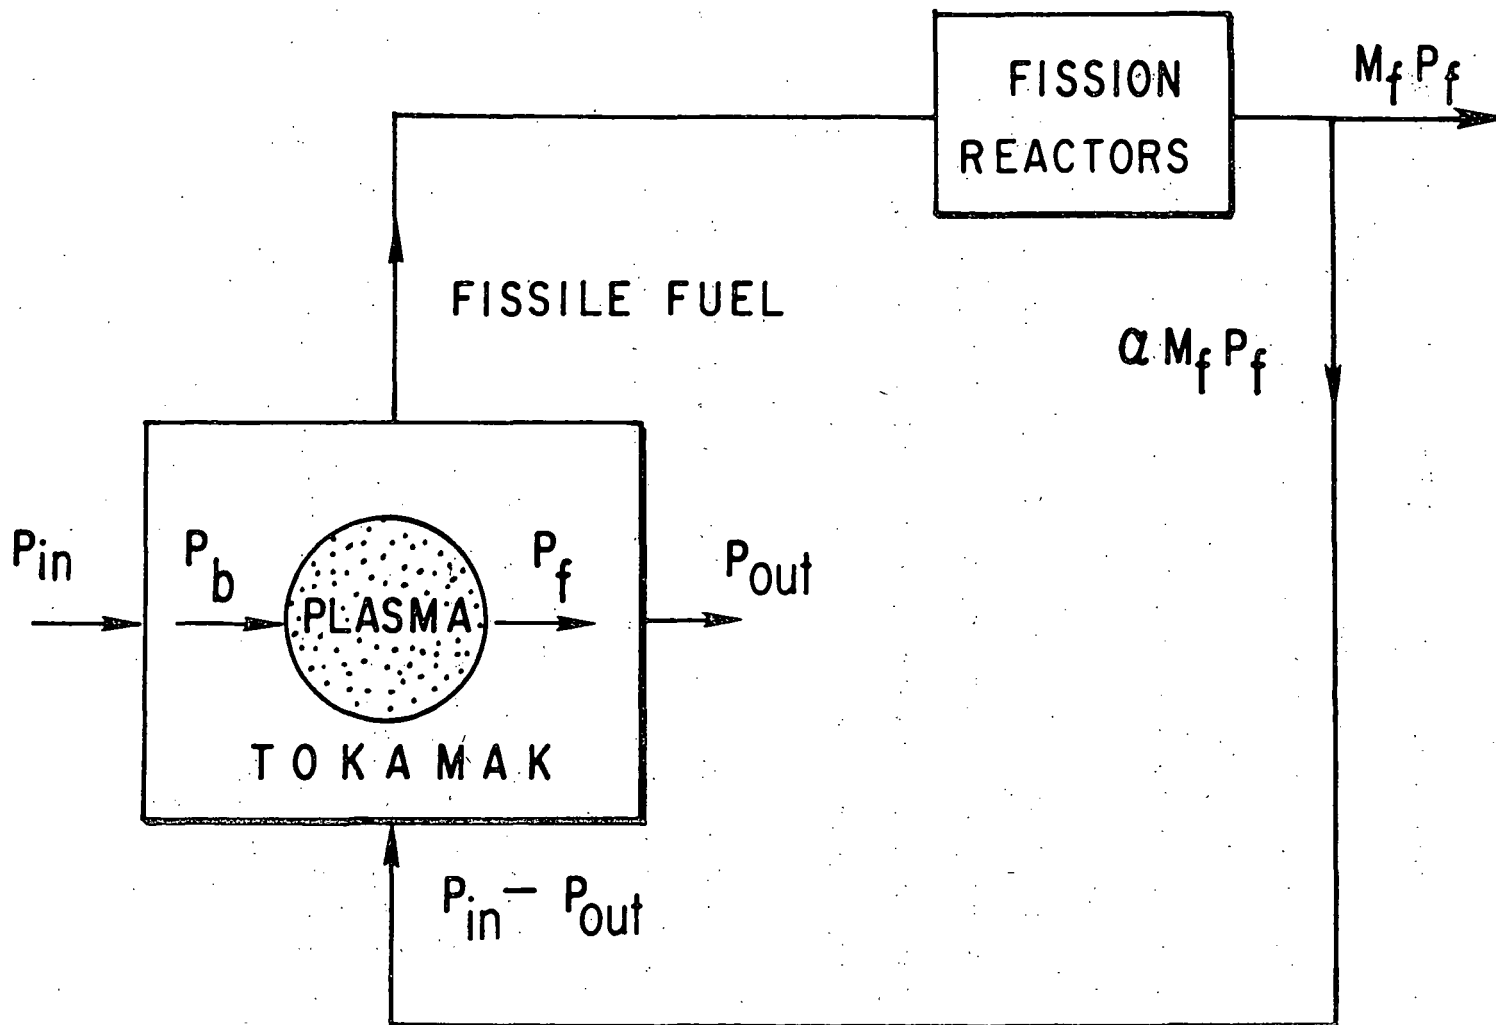 FISSION
REACTORS
M_f P_f
FISSILE FUEL
α M_f P_f
P_in
P_b
PLASMA
P_f
P_out
TOKAMAK
P_in - P_out